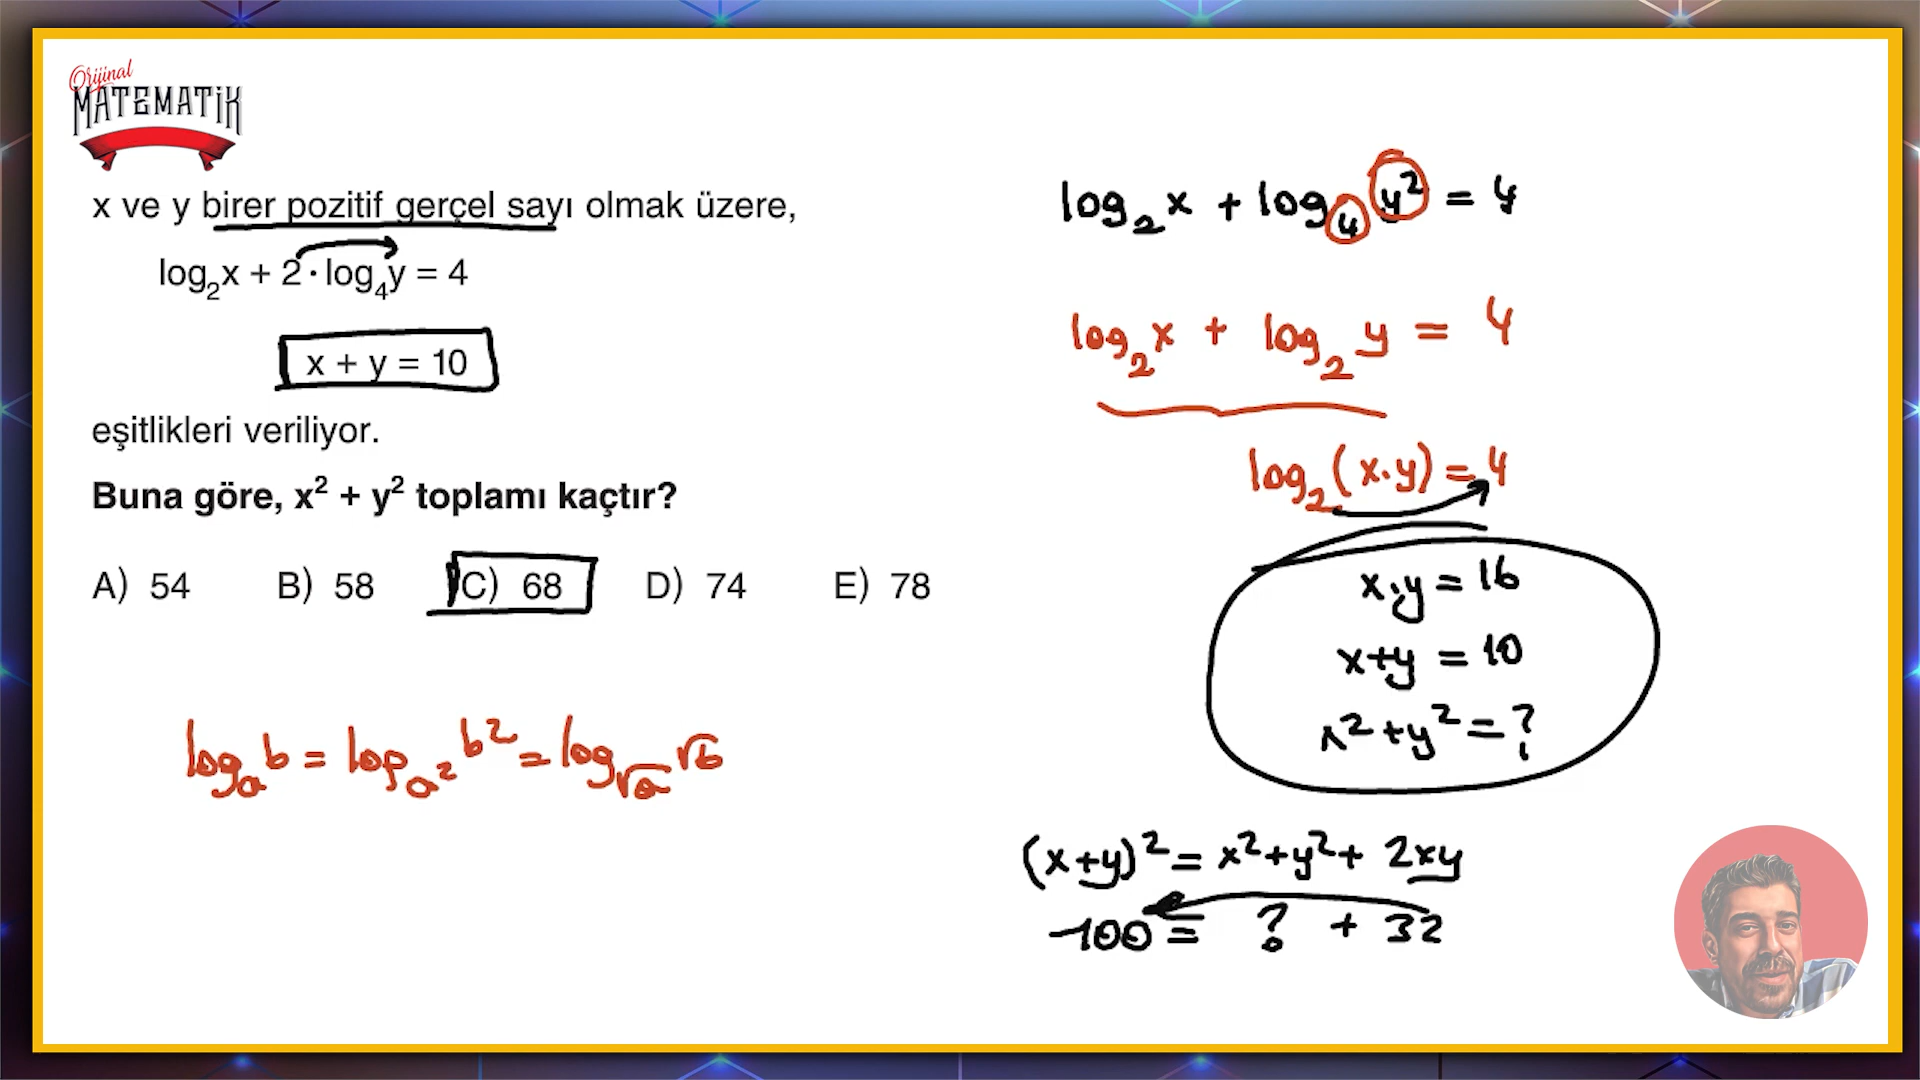 Orijinal
MATEMATİK
x ve y birer pozitif gerçel sayı olmak üzere,
log₂x + 2·log₄y = 4
x + y = 10
eşitlikleri veriliyor.
Buna göre, x² + y² toplamı kaçtır?
A) 54 B) 58 C) 68 D) 74 E) 78
logₐb = logₐ²b² = log√ₐ√b
log₂x + log₄y² = 4
log₂x + log₂y = 4
log₂(x·y) = 4
x·y = 16
x+y = 10
x²+y² = ?
(x+y)² = x²+y²+ 2xy
100 = ? + 32